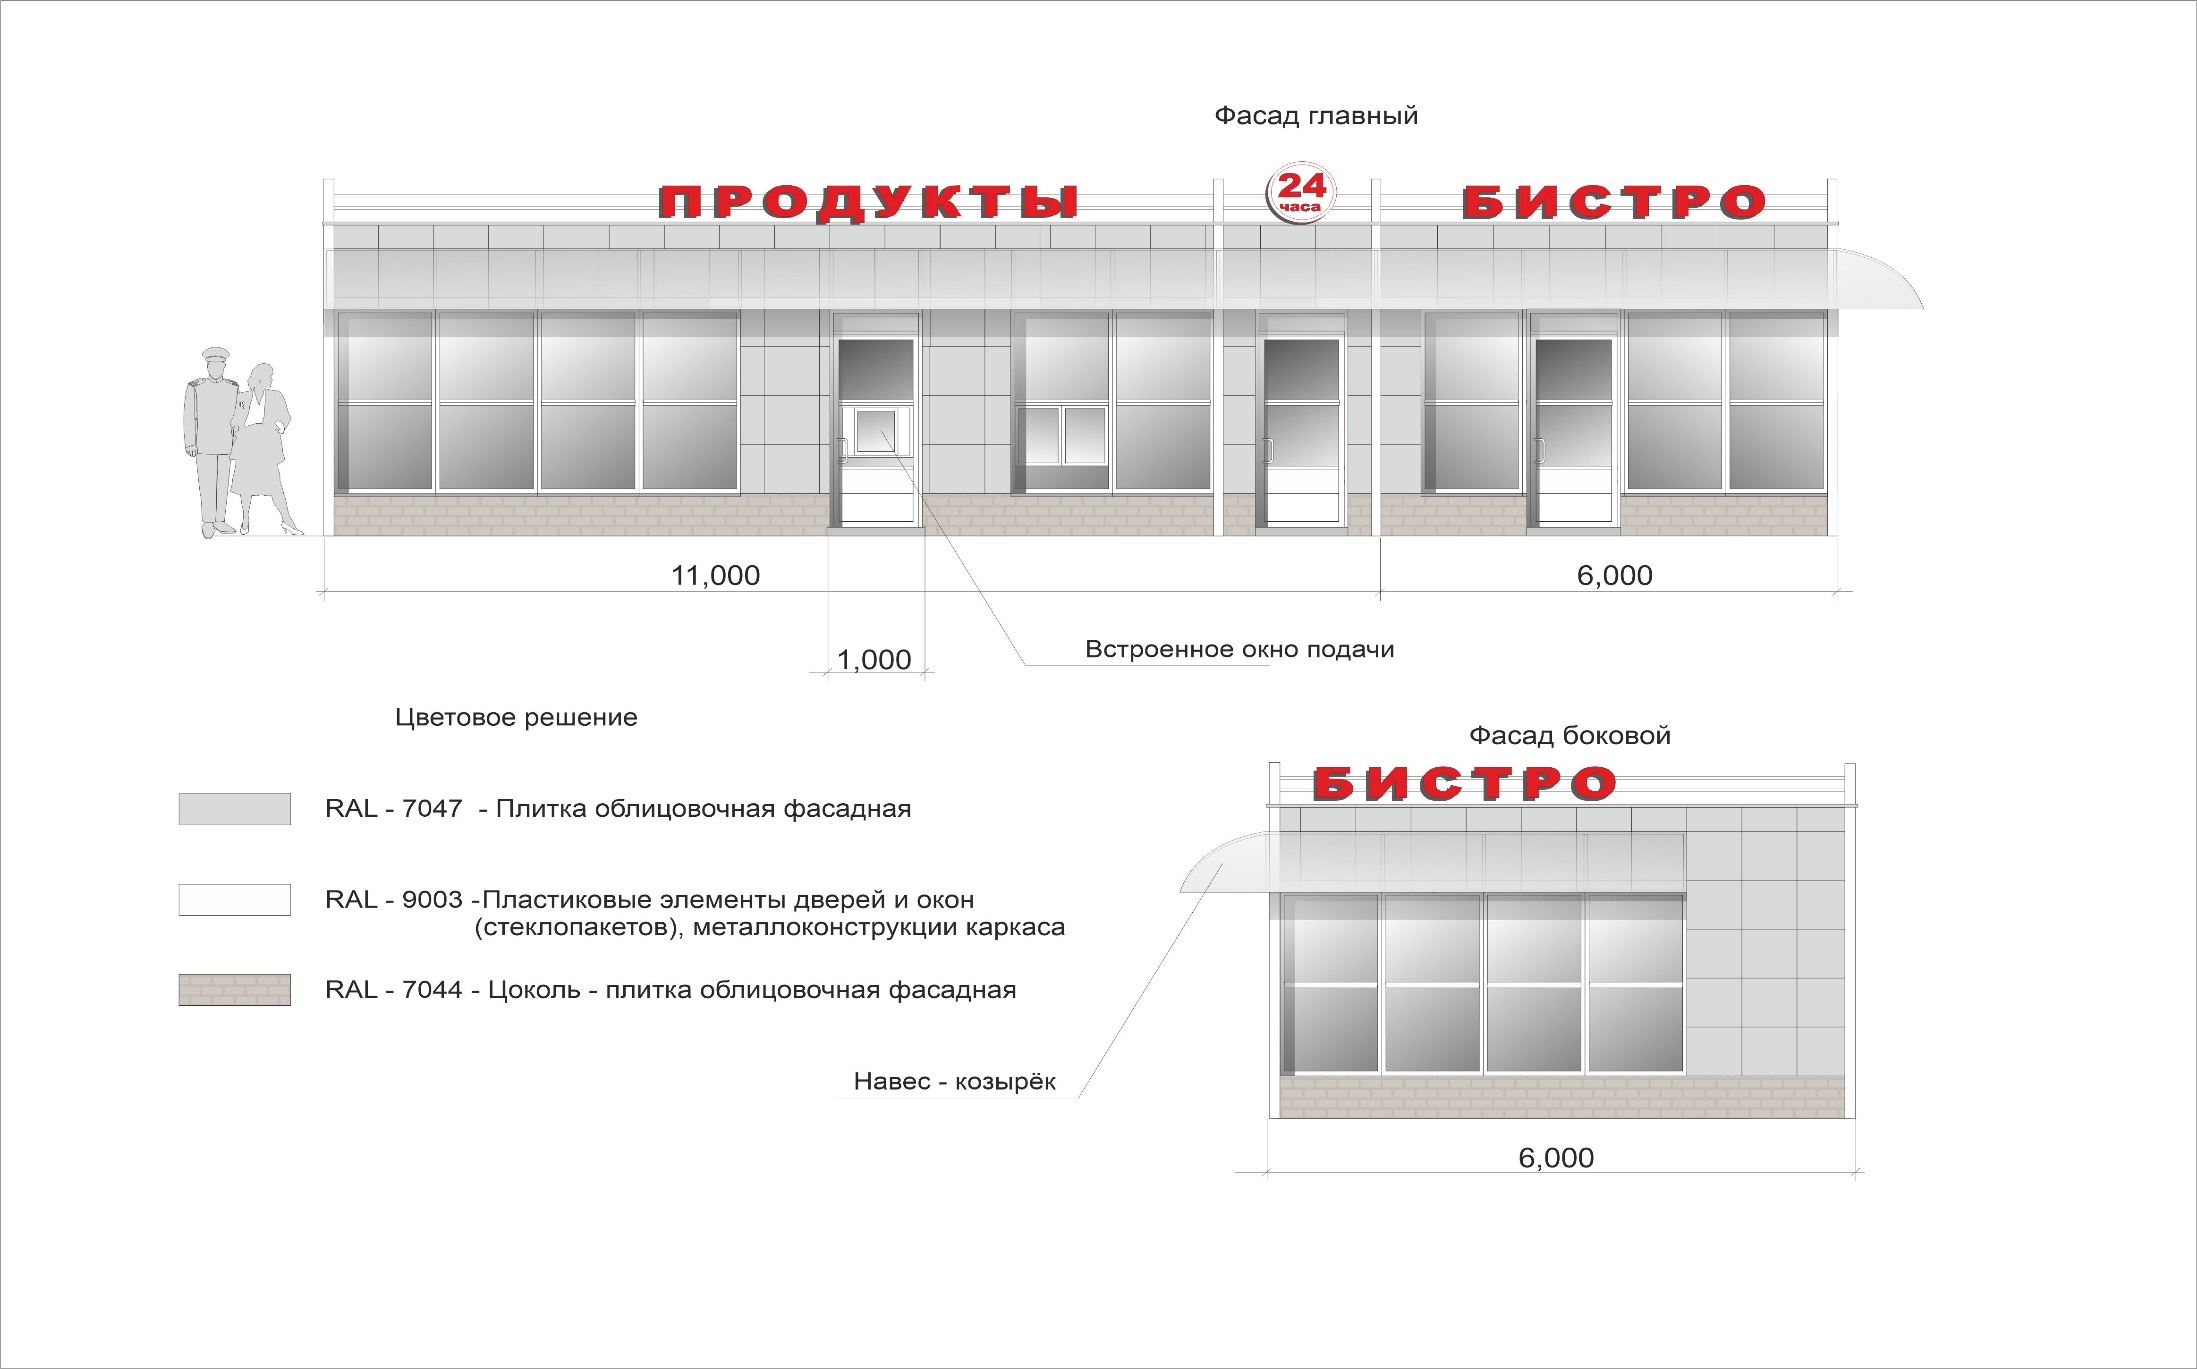 Фасад главный
ПРОДУКТЫ
24
часа
БИСТРО
11,000
6,000
1,000
Встроенное окно подачи
Цветовое решение
RAL - 7047 - Плитка облицовочная фасадная
RAL - 9003 -Пластиковые элементы дверей и окон
(стеклопакетов), металлоконструкции каркаса
RAL - 7044 - Цоколь - плитка облицовочная фасадная
Навес - козырёк
Фасад боковой
БИСТРО
6,000